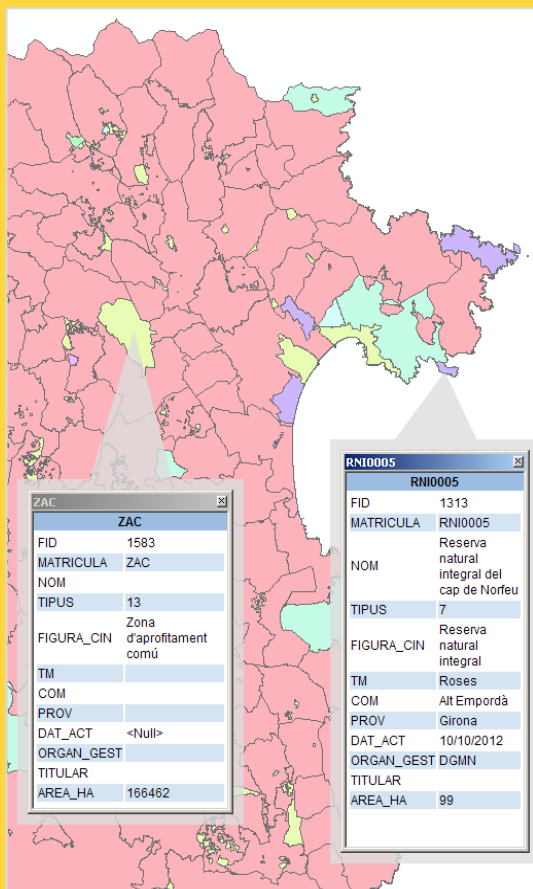 ZAC
ZAC
FID 1583
MATRICULA ZAC
NOM
TIPUS 13
FIGURA_CIN Zona
d'aprofitament
comú
TM
COM
PROV
DAT_ACT <Null>
ORGAN_GEST
TITULAR
AREA_HA 166462
RNI0005
RNI0005
FID 1313
MATRICULA RNI0005
NOM Reserva
natural
integral del
cap de Norfeu
TIPUS 7
FIGURA_CIN Reserva
natural
integral
TM Roses
COM Alt Empordà
PROV Girona
DAT_ACT 10/10/2012
ORGAN_GEST DGMN
TITULAR
AREA_HA 99